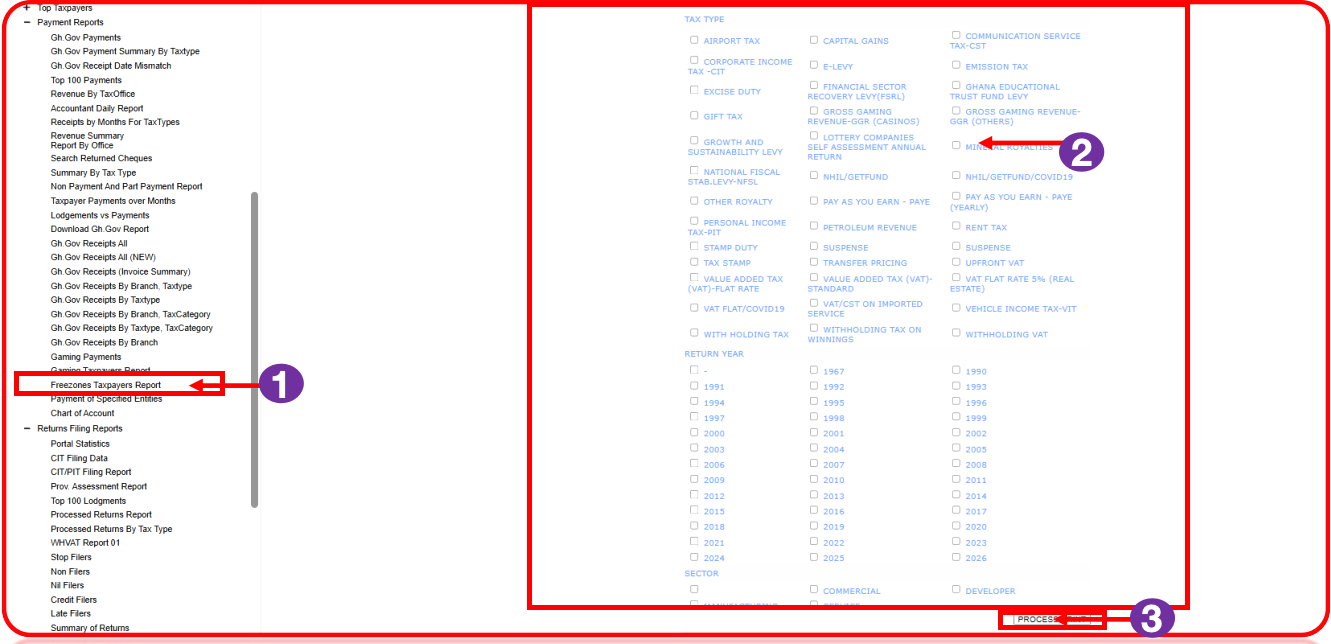 + Top Taxpayers
− Payment Reports
Gh.Gov Payments
Gh.Gov Payment Summary By Taxtype
Gh.Gov Receipt Date Mismatch
Top 100 Payments
Revenue By TaxOffice
Accountant Daily Report
Receipts by Months For TaxTypes
Revenue Summary
Report By Office
Search Returned Cheques
Summary By Tax Type
Non Payment And Part Payment Report
Taxpayer Payments over Months
Lodgements vs Payments
Download Gh.Gov Report
Gh.Gov Receipts All
Gh.Gov Receipts All (NEW)
Gh.Gov Receipts (Invoice Summary)
Gh.Gov Receipts By Branch, Taxtype
Gh.Gov Receipts By Taxtype
Gh.Gov Receipts By Branch, TaxCategory
Gh.Gov Receipts By Taxtype, TaxCategory
Gh.Gov Receipts By Branch
Gaming Payments
Gaming Taxpayers Report
Freezones Taxpayers Report
1
Payment of Specified Entities
Chart of Account
− Returns Filing Reports
Portal Statistics
CIT Filing Data
CIT/PIT Filing Report
Prov. Assessment Report
Top 100 Lodgments
Processed Returns Report
Processed Returns By Tax Type
WHVAT Report 01
Stop Filers
Non Filers
Nil Filers
Credit Filers
Late Filers
Summary of Returns
TAX TYPE
AIRPORT TAX
CAPITAL GAINS
COMMUNICATION SERVICE
TAX-CST
CORPORATE INCOME
TAX -CIT
E-LEVY
EMISSION TAX
EXCISE DUTY
FINANCIAL SECTOR
RECOVERY LEVY(FSRL)
GHANA EDUCATIONAL
TRUST FUND LEVY
GIFT TAX
GROSS GAMING
REVENUE-GGR (CASINOS)
GROSS GAMING REVENUE-
GGR (OTHERS)
GROWTH AND
SUSTAINABILITY LEVY
LOTTERY COMPANIES
SELF ASSESSMENT ANNUAL
RETURN
MINERAL ROYALTIES
2
NATIONAL FISCAL
STAB.LEVY-NFSL
NHIL/GETFUND
NHIL/GETFUND/COVID19
OTHER ROYALTY
PAY AS YOU EARN - PAYE
PAY AS YOU EARN - PAYE
(YEARLY)
PERSONAL INCOME
TAX-PIT
PETROLEUM REVENUE
RENT TAX
STAMP DUTY
SUSPENSE
SUSPENSE
TAX STAMP
TRANSFER PRICING
UPFRONT VAT
VALUE ADDED TAX
(VAT)-FLAT RATE
VALUE ADDED TAX (VAT)-
STANDARD
VAT FLAT RATE 5% (REAL
ESTATE)
VAT FLAT/COVID19
VAT/CST ON IMPORTED
SERVICE
VEHICLE INCOME TAX-VIT
WITH HOLDING TAX
WITHHOLDING TAX ON
WINNINGS
WITHHOLDING VAT
RETURN YEAR
- 1967 1990
1991 1992 1993
1994 1995 1996
1997 1998 1999
2000 2001 2002
2003 2004 2005
2006 2007 2008
2009 2010 2011
2012 2013 2014
2015 2016 2017
2018 2019 2020
2021 2022 2023
2024 2025 2026
SECTOR
COMMERCIAL DEVELOPER
PROCESS
3